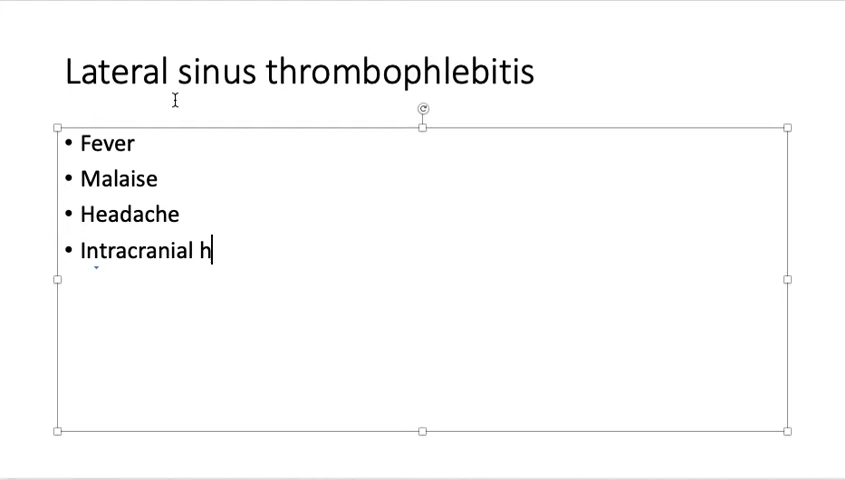 Lateral sinus thrombophlebitis
• Fever
• Malaise
• Headache
• Intracranial h